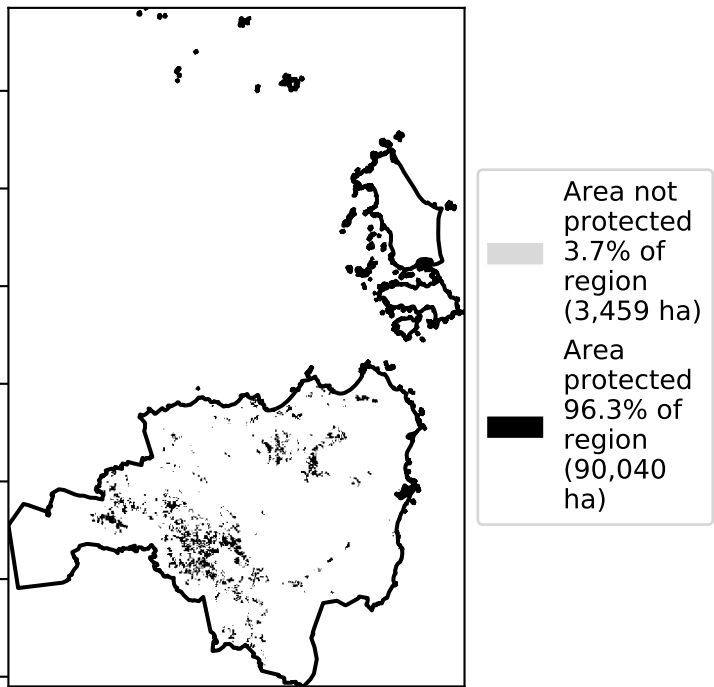 Area not
protected
3.7% of
region
(3,459 ha)
Area
protected
96.3% of
region
(90,040
ha)